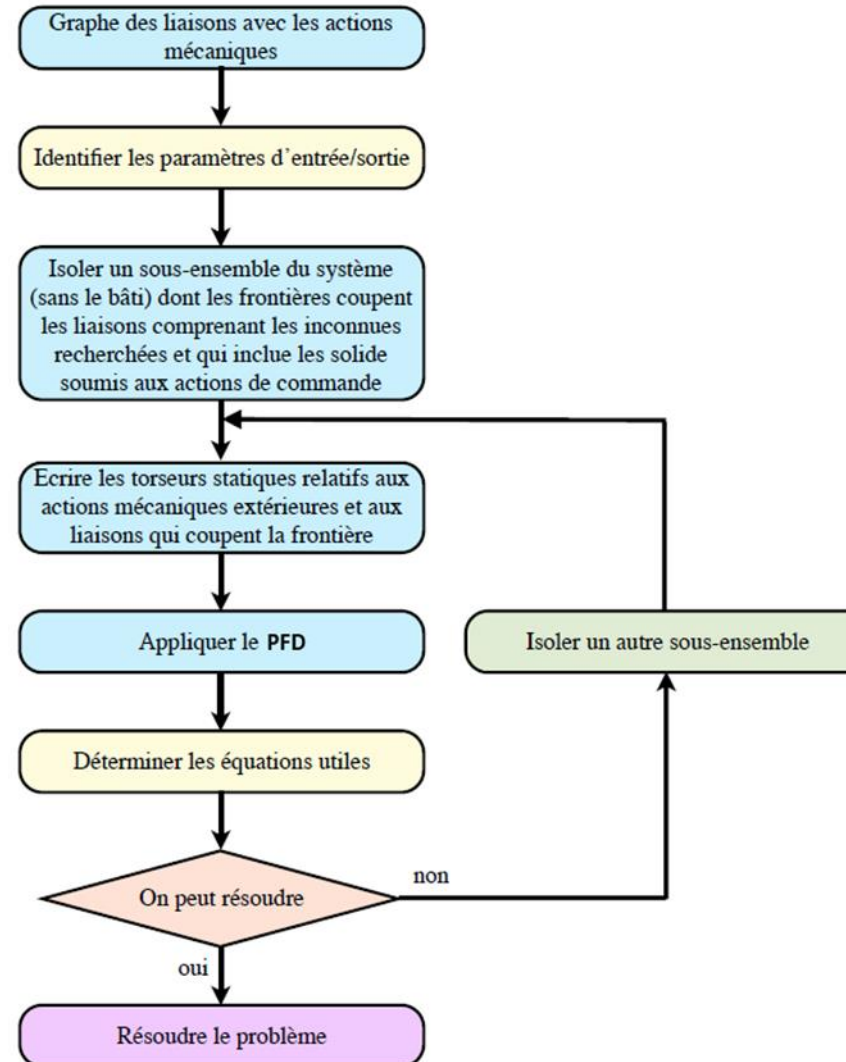 Graphe des liaisons avec les actions
mécaniques
Identifier les paramètres d'entrée/sortie
Isoler un sous-ensemble du système
(sans le bâti) dont les frontières coupent
les liaisons comprenant les inconnues
recherchées et qui inclue les solide
soumis aux actions de commande
Ecrire les torseurs statiques relatifs aux
actions mécaniques extérieures et aux
liaisons qui coupent la frontière
Appliquer le PFD
Isoler un autre sous-ensemble
Déterminer les équations utiles
On peut résoudre
non
oui
Résoudre le problème